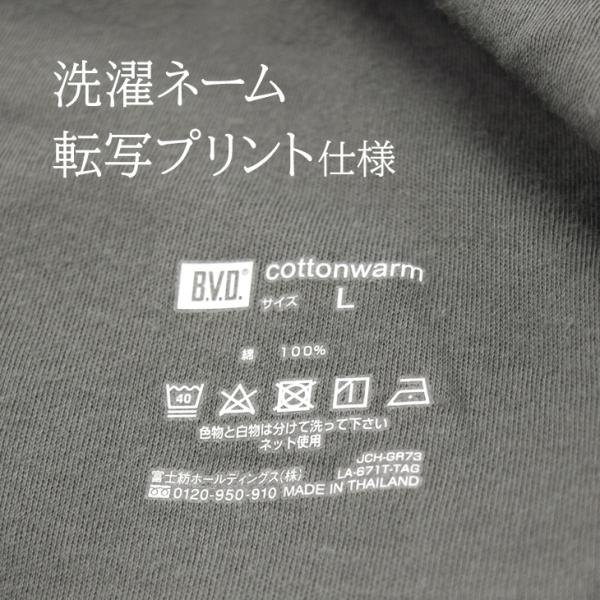 洗濯ネーム
転写プリント仕様
B.V.D.® cottonwarm
サイズ L
綿 100%
40
色物と白物は分けて洗って下さい
ネット使用
JCH-GR73
富士紡ホールディングス(株) LA-671T-TAG
0120-950-910 MADE IN THAILAND